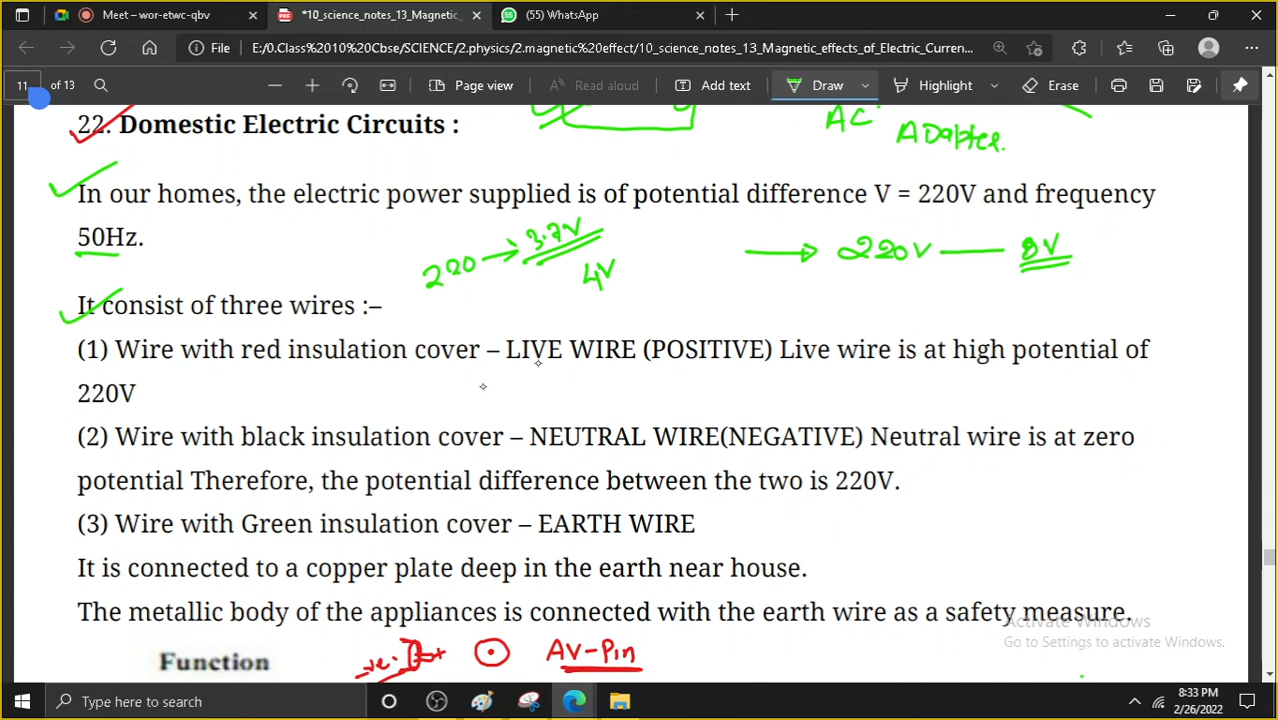 Meet – wor-etwc-qbv
*10_science_notes_13_Magnetic_
(55) WhatsApp
File
E:/0.Class%2010%20Cbse/SCIENCE/2.physics/2.magnetic%20effect/10_science_notes_13_Magnetic_effects_of_Electric_Curren...
11 of 13
Page view
Read aloud
Add text
Draw
Highlight
Erase
22. Domestic Electric Circuits :
AC
ADapter.
In our homes, the electric power supplied is of potential difference V = 220V and frequency
50Hz.
220 → 3.7V
4V
→ 220V — 8V
It consist of three wires :–
(1) Wire with red insulation cover – LIVE WIRE (POSITIVE) Live wire is at high potential of
220V
(2) Wire with black insulation cover – NEUTRAL WIRE(NEGATIVE) Neutral wire is at zero
potential Therefore, the potential difference between the two is 220V.
(3) Wire with Green insulation cover – EARTH WIRE
It is connected to a copper plate deep in the earth near house.
The metallic body of the appliances is connected with the earth wire as a safety measure.
Activate Windows
Go to Settings to activate Windows.
Function
-ve.
+
AV-Pin
Type here to search
8:33 PM
2/26/2022